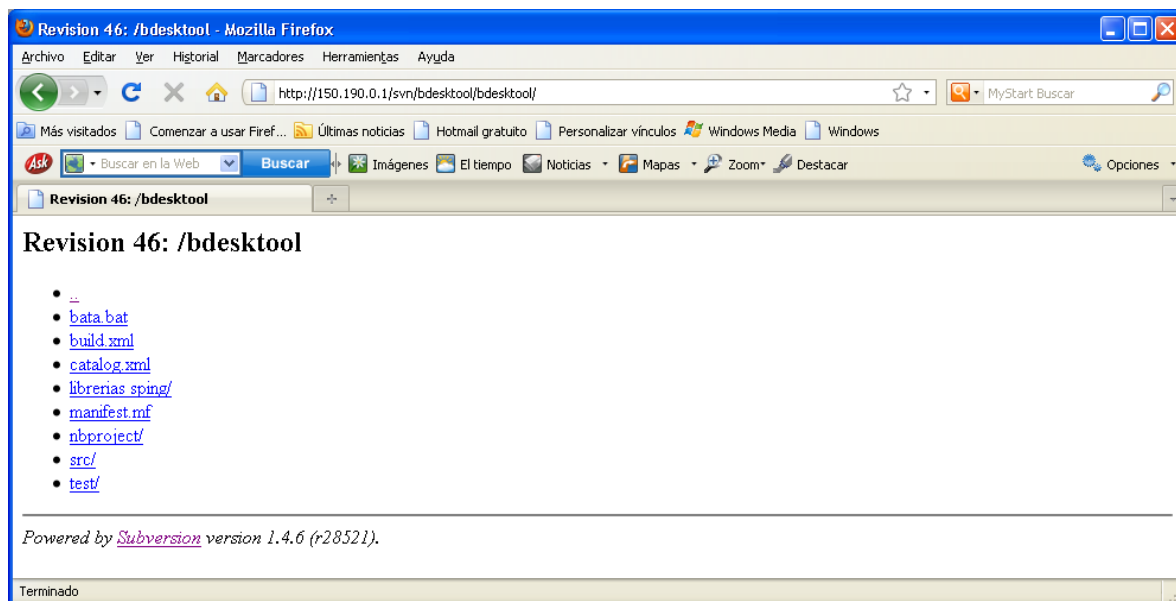 Revision 46: /bdesktool - Mozilla Firefox
Archivo Editar Ver Historial Marcadores Herramientas Ayuda
http://150.190.0.1/svn/bdesktool/bdesktool/ MyStart Buscar
Más visitados Comenzar a usar Firef... Últimas noticias Hotmail gratuito Personalizar vínculos Windows Media Windows
Ask Buscar en la Web Buscar Imágenes El tiempo Noticias Mapas Zoom Destacar Opciones
Revision 46: /bdesktool
Revision 46: /bdesktool
..
bata.bat
build.xml
catalog.xml
librerias sping/
manifest.mf
nbproject/
src/
test/
Powered by Subversion version 1.4.6 (r28521).
Terminado